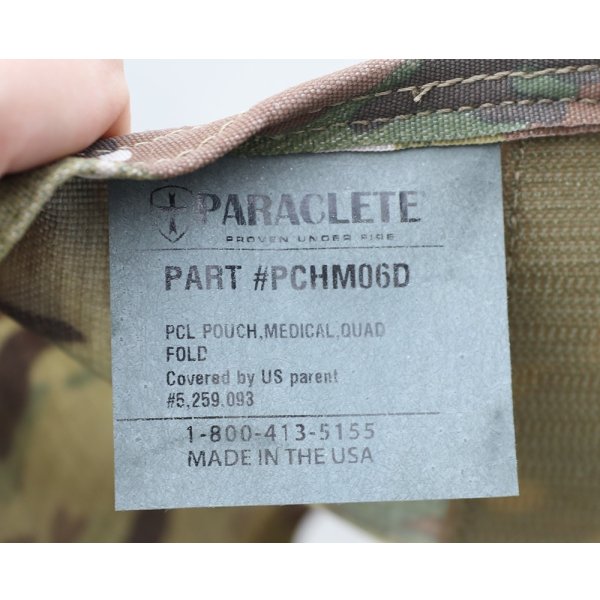 PARACLETE
PROVEN UNDER FIRE
PART #PCHM06D
PCL POUCH,MEDICAL,QUAD
FOLD
Covered by US parent
#5,259,093
1-800-413-5155
MADE IN THE USA